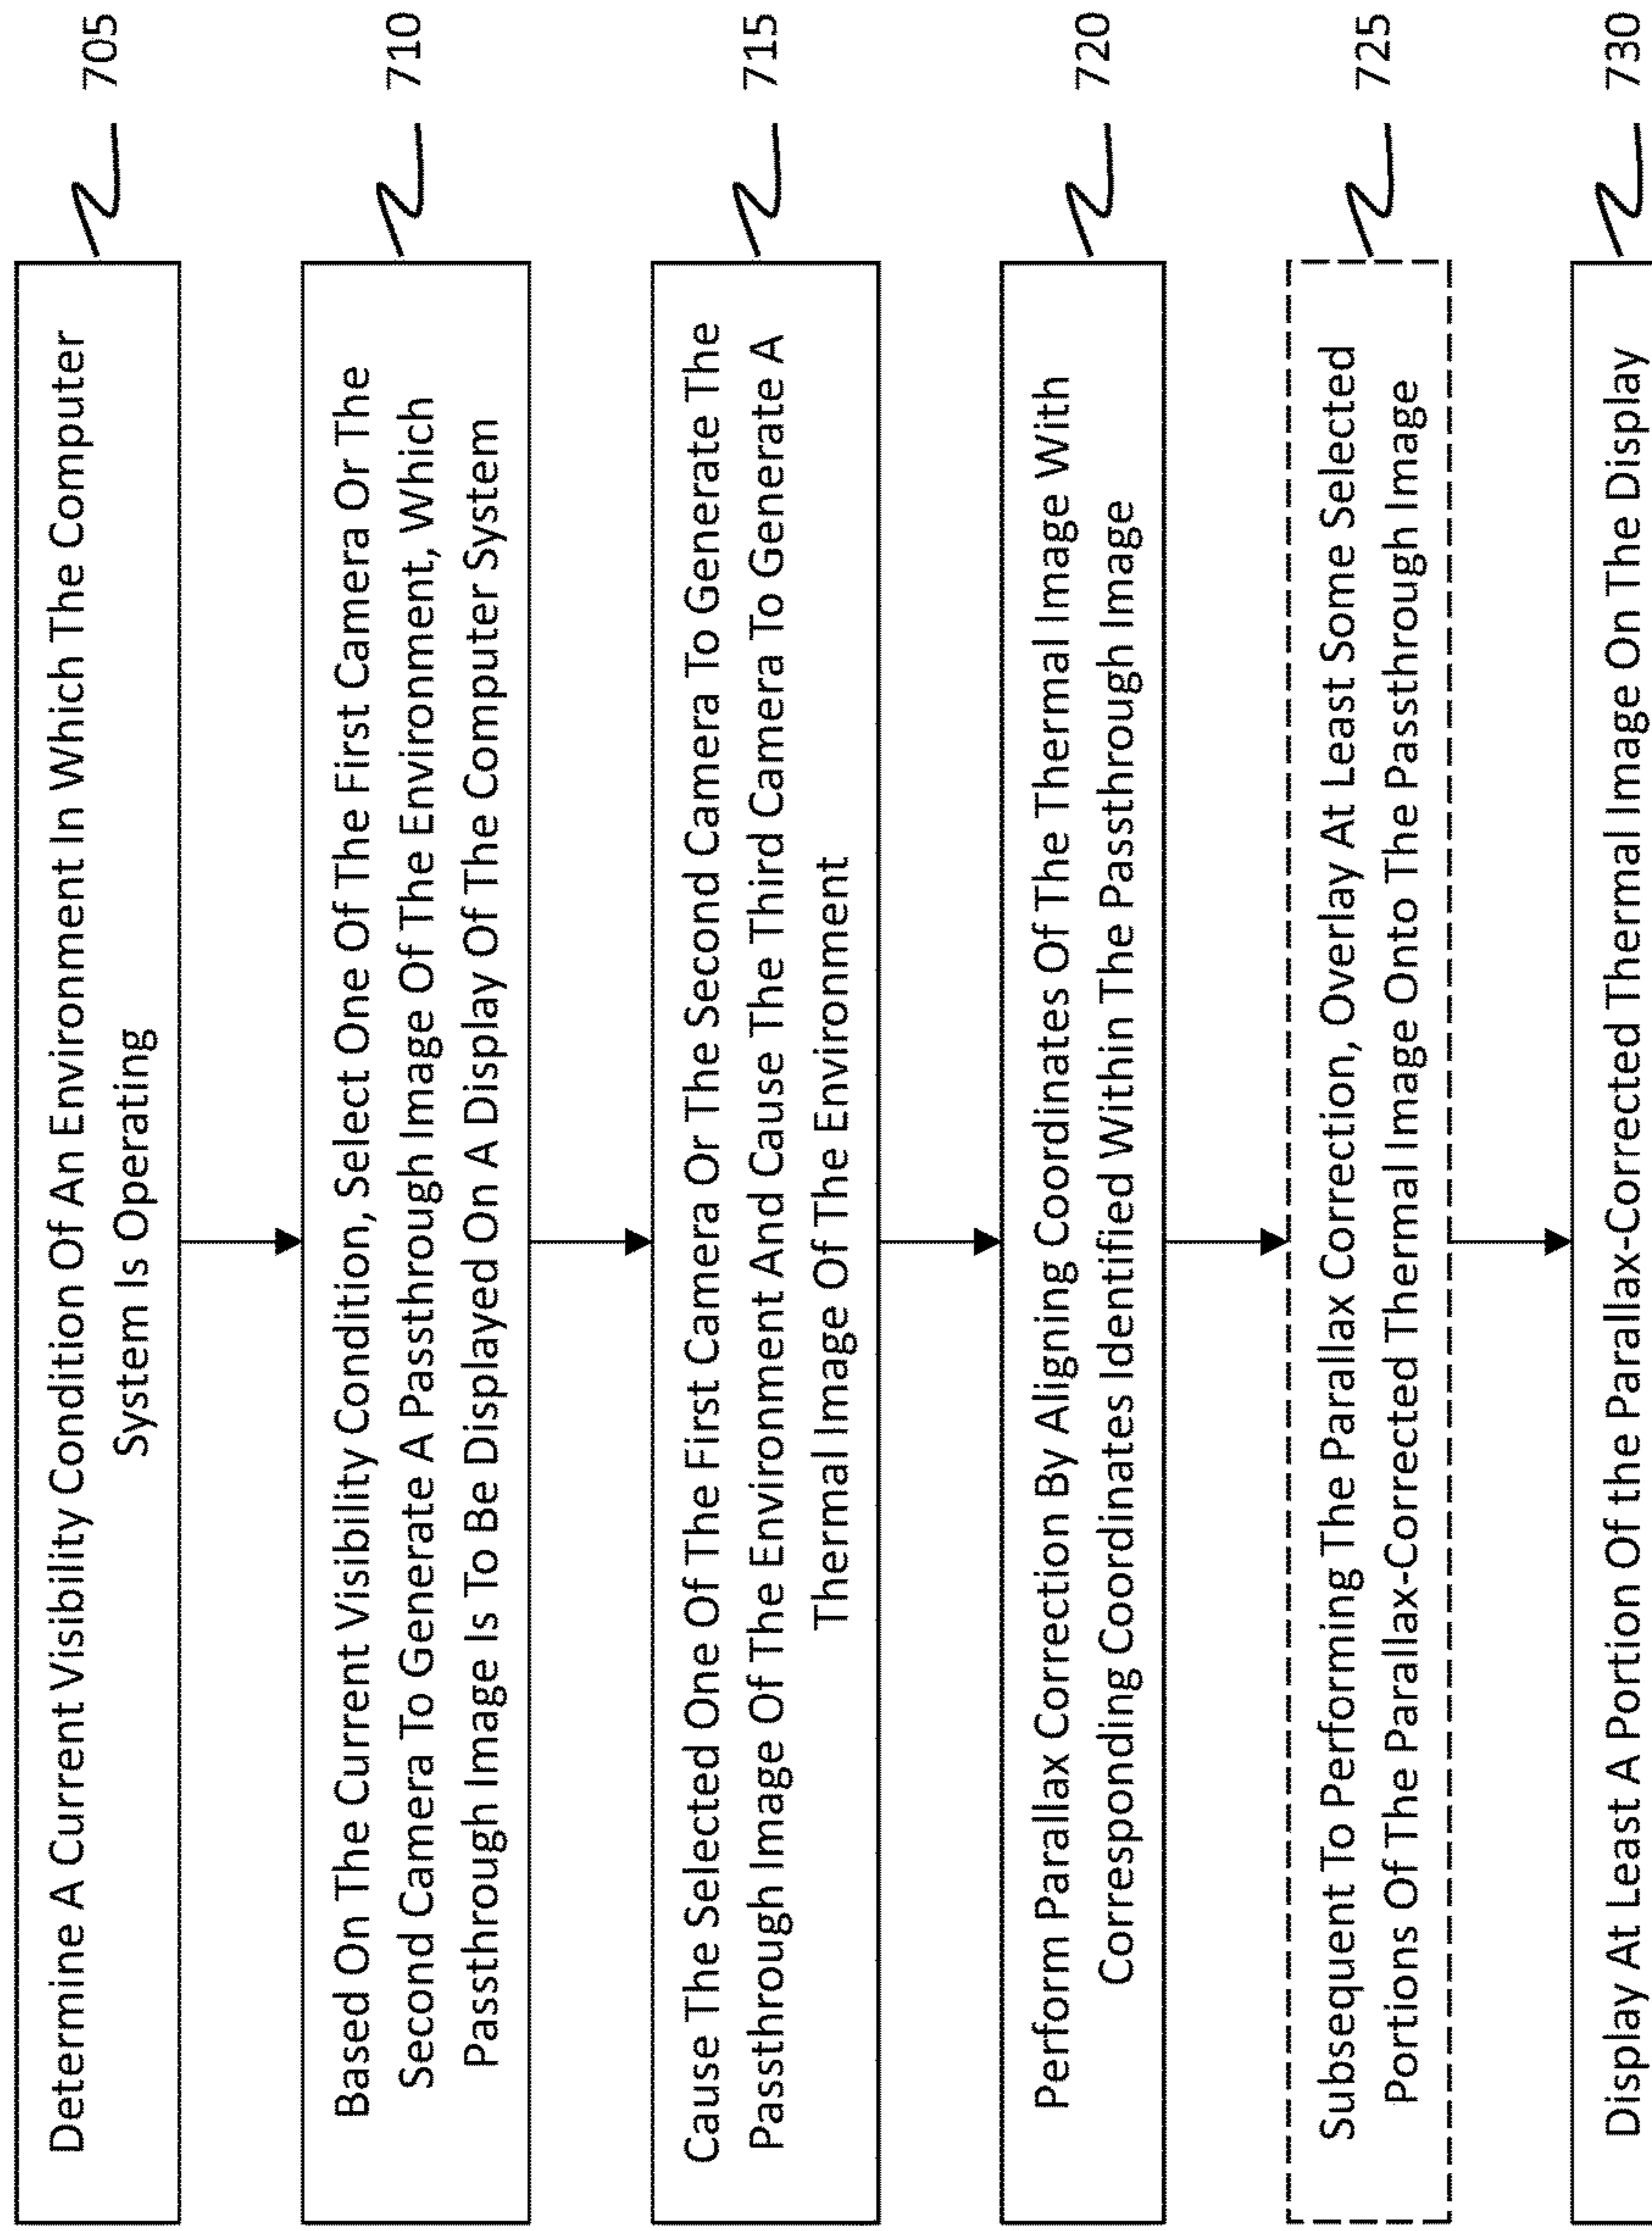 Determine A Current Visibility Condition Of An Environment In Which The Computer
System Is Operating
705
Based On The Current Visibility Condition, Select One Of The First Camera Or The
Second Camera To Generate A Passthrough Image Of The Environment, Which
Passthrough Image Is To Be Displayed On A Display Of The Computer System
710
Cause The Selected One Of The First Camera Or The Second Camera To Generate The
Passthrough Image Of The Environment And Cause The Third Camera To Generate A
Thermal Image Of The Environment
715
Perform Parallax Correction By Aligning Coordinates Of The Thermal Image With
Corresponding Coordinates Identified Within The Passthrough Image
720
Subsequent To Performing The Parallax Correction, Overlay At Least Some Selected
Portions Of The Parallax-Corrected Thermal Image Onto The Passthrough Image
725
Display At Least A Portion Of the Parallax-Corrected Thermal Image On The Display
730